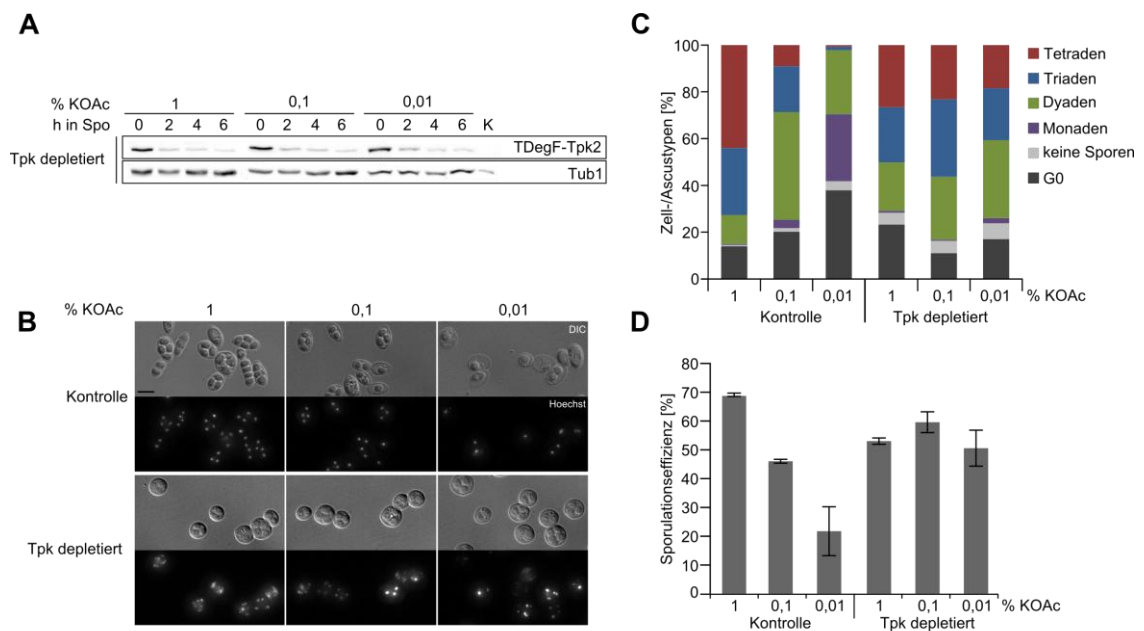 A
% KOAc 1 0,1 0,01
h in Spo 0 2 4 6 0 2 4 6 0 2 4 6 K
Tpk depletiert
TDegF-Tpk2
Tub1
B
% KOAc 1 0,1 0,01
DIC
Kontrolle
Hoechst
Tpk depletiert
C
Zell-/Ascustypen [%]
100
80
60
40
20
0
1 0,1 0,01 1 0,1 0,01 % KOAc
Kontrolle Tpk depletiert
Tetraden
Triaden
Dyaden
Monaden
keine Sporen
G0
D
Sporulationseffizienz [%]
80
70
60
50
40
30
20
10
0
1 0,1 0,01 1 0,1 0,01 % KOAc
Kontrolle Tpk depletiert